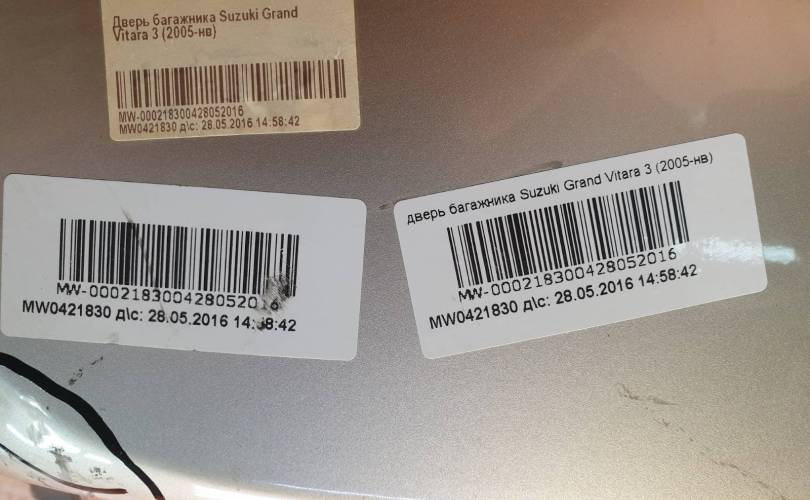 Дверь багажника Suzuki Grand
Vitara 3 (2005-нв)
MW-000218300428052016
MW0421830 д\с: 28.05.2016 14:58:42
MW-000218300428052016
MW0421830 д\с: 28.05.2016 14:58:42
дверь багажника Suzuki Grand Vitara 3 (2005-нв)
MW-000218300428052016
MW0421830 д\с: 28.05.2016 14:58:42